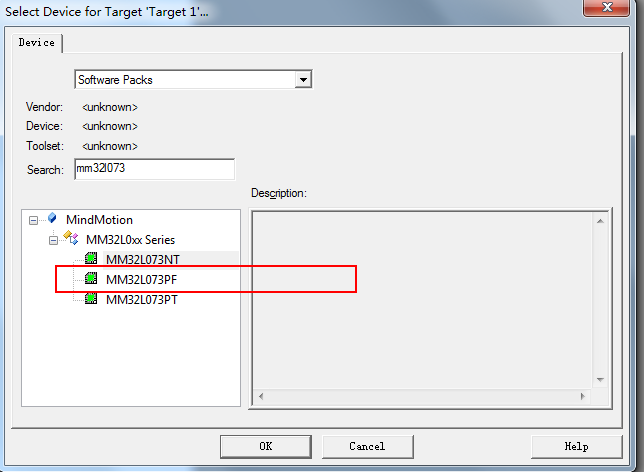 Select Device for Target 'Target 1'...
Device
Software Packs
Vendor: <unknown>
Device: <unknown>
Toolset: <unknown>
Search: mm32l073
Description:
MindMotion
MM32L0xx Series
MM32L073NT
MM32L073PF
MM32L073PT
OK
Cancel
Help